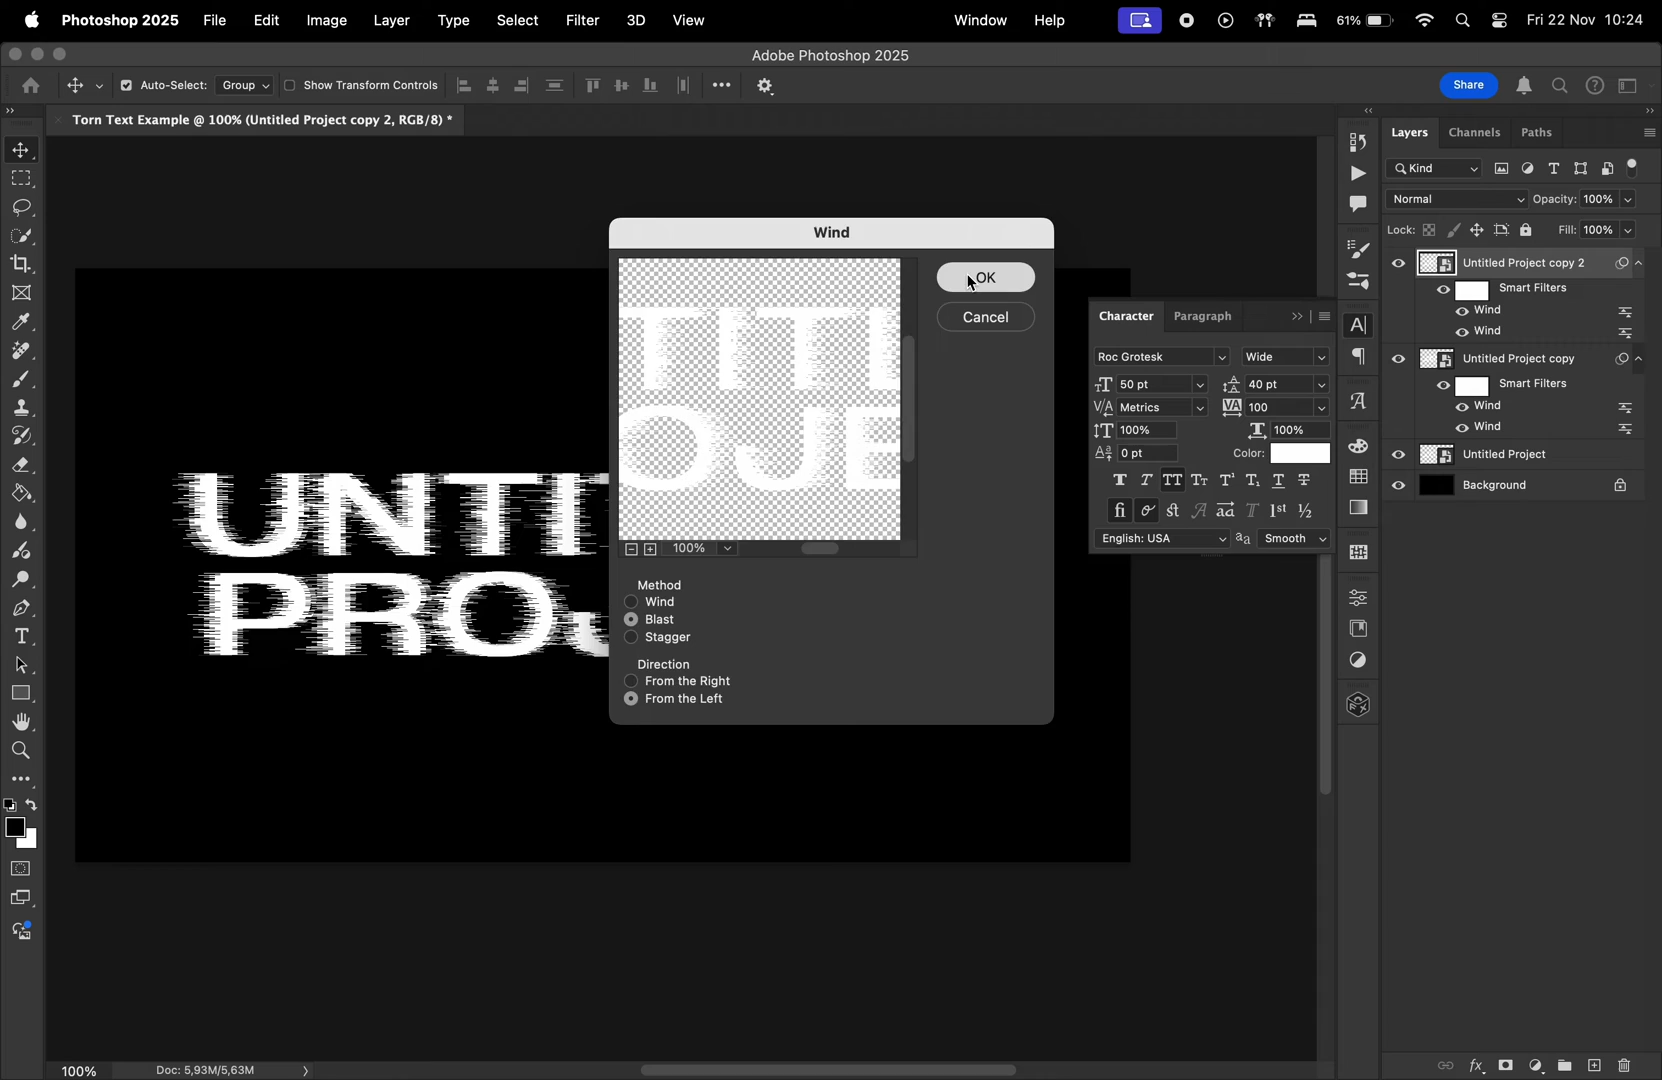 Photoshop 2025 File Edit Image Layer Type Select Filter 3D View Window Help 61% Fri 22 Nov 10:24
Adobe Photoshop 2025
Auto-Select: Group Show Transform Controls Share
Torn Text Example @ 100% (Untitled Project copy 2, RGB/8) *
Layers Channels Paths
Kind
Normal Opacity: 100%
Lock: Fill: 100%
Untitled Project copy 2
Smart Filters
Wind
Wind
Untitled Project copy
Smart Filters
Wind
Wind
Untitled Project
Background
Wind
OK
Cancel
TITI
OJE
100%
Method
Wind
Blast
Stagger
Direction
From the Right
From the Left
Character Paragraph
Roc Grotesk Wide
50 pt 40 pt
Metrics 100
100% 100%
0 pt Color:
English: USA Smooth
UNTI
PROJ
100% Doc: 5,93M/5,63M